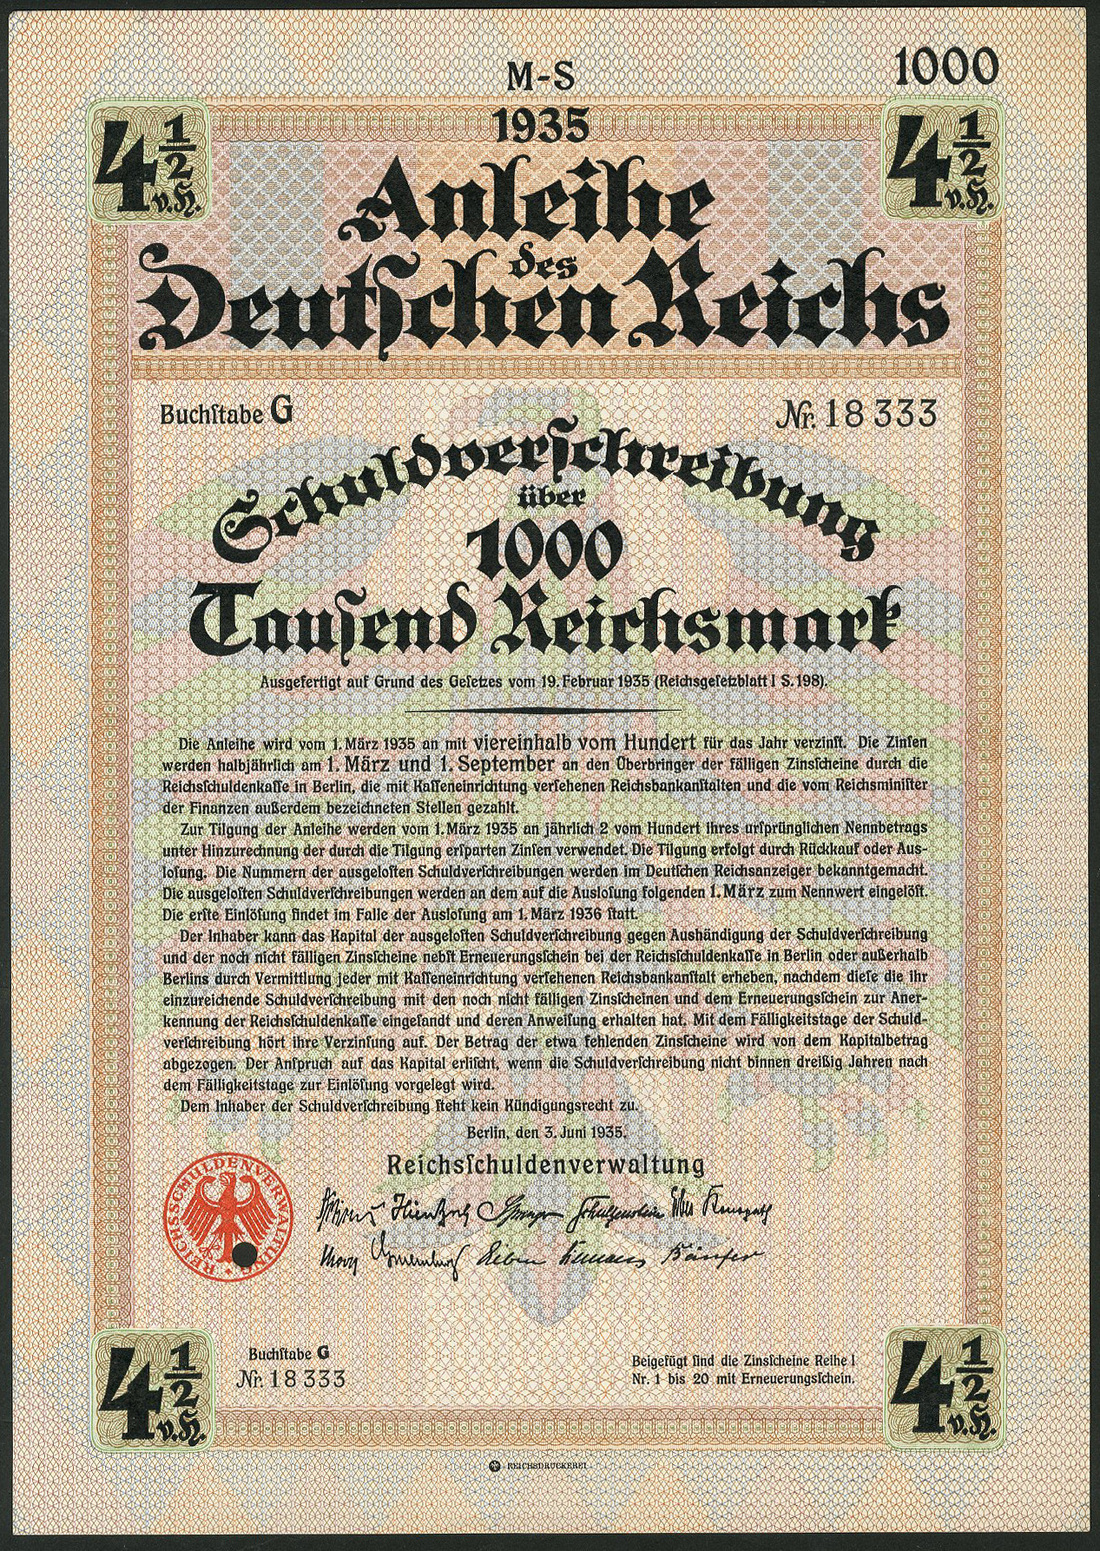 M-S
1000
1935
4 1/2 v.H.
4 1/2 v.H.
Anleihe
des
Deutſchen Reichs
Buchſtabe G
Nr. 18333
Schuldverſchreibung
über
1000
Tauſend Reichsmark
Ausgefertigt auf Grund des Geſetzes vom 19. Februar 1935 (Reichsgeſetzblatt I S. 198).
Die Anleihe wird vom 1. März 1935 an mit viereinhalb vom Hundert für das Jahr verzinſt. Die Zinſen
werden halbjährlich am 1. März und 1. September an den Überbringer der fälligen Zinsſcheine durch die
Reichsſchuldenkaſſe in Berlin, die mit Kaſſeneinrichtung verſehenen Reichsbankanſtalten und die vom Reichsminiſter
der Finanzen außerdem bezeichneten Stellen gezahlt.
Zur Tilgung der Anleihe werden vom 1. März 1935 an jährlich 2 vom Hundert ihres urſprünglichen Nennbetrags
unter Hinzurechnung der durch die Tilgung erſparten Zinſen verwendet. Die Tilgung erfolgt durch Rückkauf oder Aus-
loſung. Die Nummern der ausgeloſten Schuldverſchreibungen werden im Deutſchen Reichsanzeiger bekanntgemacht.
Die ausgeloſten Schuldverſchreibungen werden an dem auf die Ausloſung folgenden 1. März zum Nennwert eingelöſt.
Die erſte Einlöſung findet im Falle der Ausloſung am 1. März 1936 ſtatt.
Der Inhaber kann das Kapital der ausgeloſten Schuldverſchreibung gegen Aushändigung der Schuldverſchreibung
und der noch nicht fälligen Zinsſcheine nebſt Erneuerungsſchein bei der Reichsſchuldenkaſſe in Berlin oder außerhalb
Berlins durch Vermittlung jeder mit Kaſſeneinrichtung verſehenen Reichsbankanſtalt erheben, nachdem dieſe die ihr
einzureichende Schuldverſchreibung mit den noch nicht fälligen Zinsſcheinen und dem Erneuerungsſchein zur Aner-
kennung der Reichsſchuldenkaſſe eingeſandt und deren Anweiſung erhalten hat. Mit dem Fälligkeitstage der Schuld-
verſchreibung hört ihre Verzinſung auf. Der Betrag der etwa fehlenden Zinsſcheine wird von dem Kapitalbetrag
abgezogen. Der Anſpruch auf das Kapital erliſcht, wenn die Schuldverſchreibung nicht binnen dreißig Jahren nach
dem Fälligkeitstage zur Einlöſung vorgelegt wird.
Dem Inhaber der Schuldverſchreibung ſteht kein Kündigungsrecht zu.
Berlin, den 3. Juni 1935.
Reichsſchuldenverwaltung
REICHSSCHULDENVERWALTUNG
Buchſtabe G
Nr. 18333
Beigefügt ſind die Zinsſcheine Reihe I
Nr. 1 bis 20 mit Erneuerungsſchein.
4 1/2 v.H.
4 1/2 v.H.
REICHSDRUCKEREI